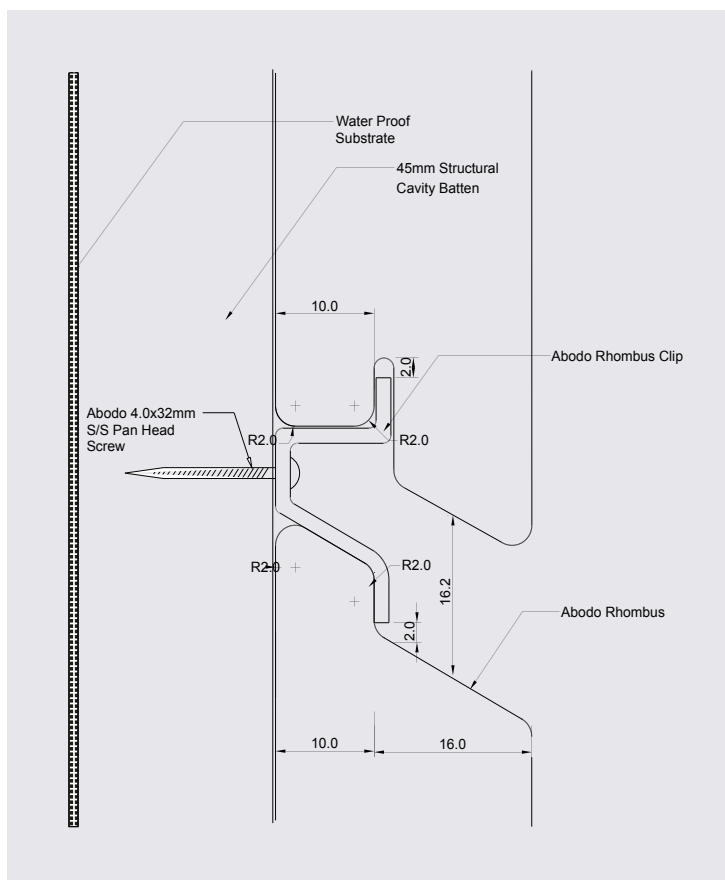 Water Proof
Substrate
45mm Structural
Cavity Batten
10.0
2.0
Abodo Rhombus Clip
Abodo 4.0x32mm
S/S Pan Head
Screw
R2.0
R2.0
R2.0
R2.0
16.2
Abodo Rhombus
2.0
10.0
16.0